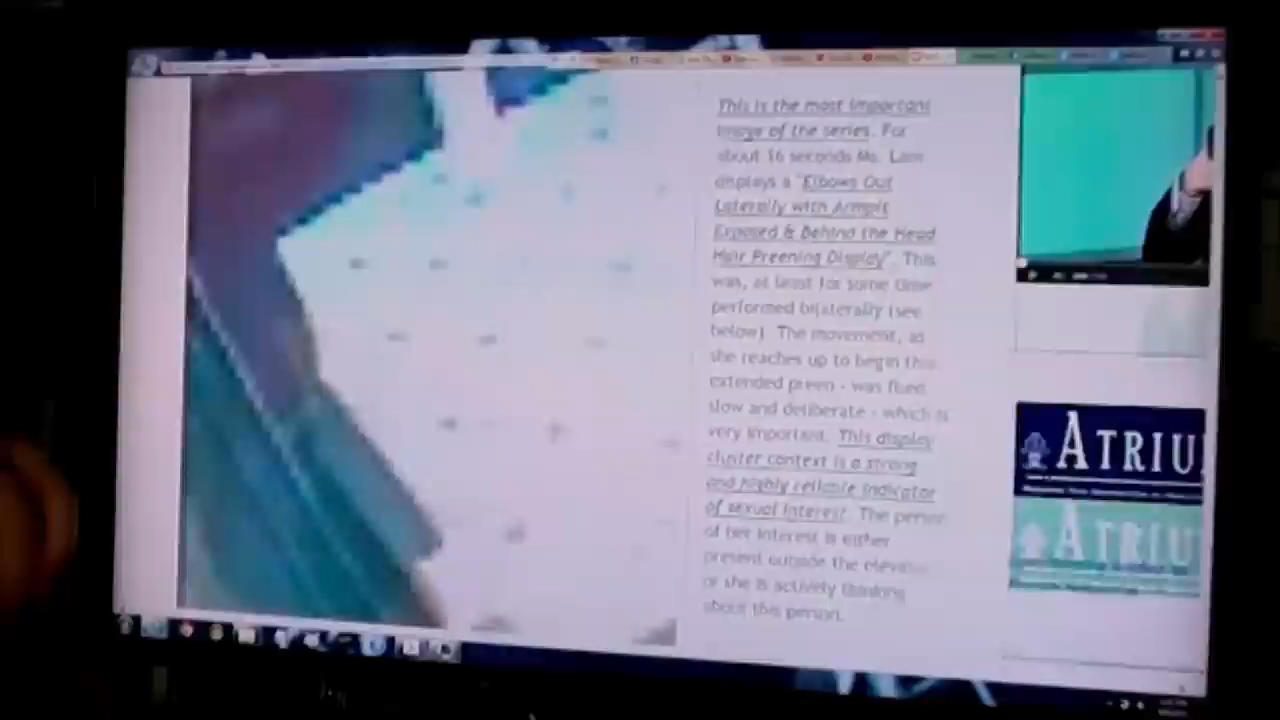 This is the most important
image of the series. For
about 16 seconds Ms. Lam
displays a "Elbows Out
Laterally with Armpit
Exposed & Behind the Head
Hair Preening Display". This
was, at least for some time
performed bilaterally (see
below). The movement, as
she reaches up to begin this
extended preen - was fluid,
slow and deliberate - which is
very important. This display
cluster context is a strong
and highly reliable indicator
of sexual interest. The person
of her interest is either
present outside the elevator
or she is actively thinking
about this person.
ATRIU
ATRIU